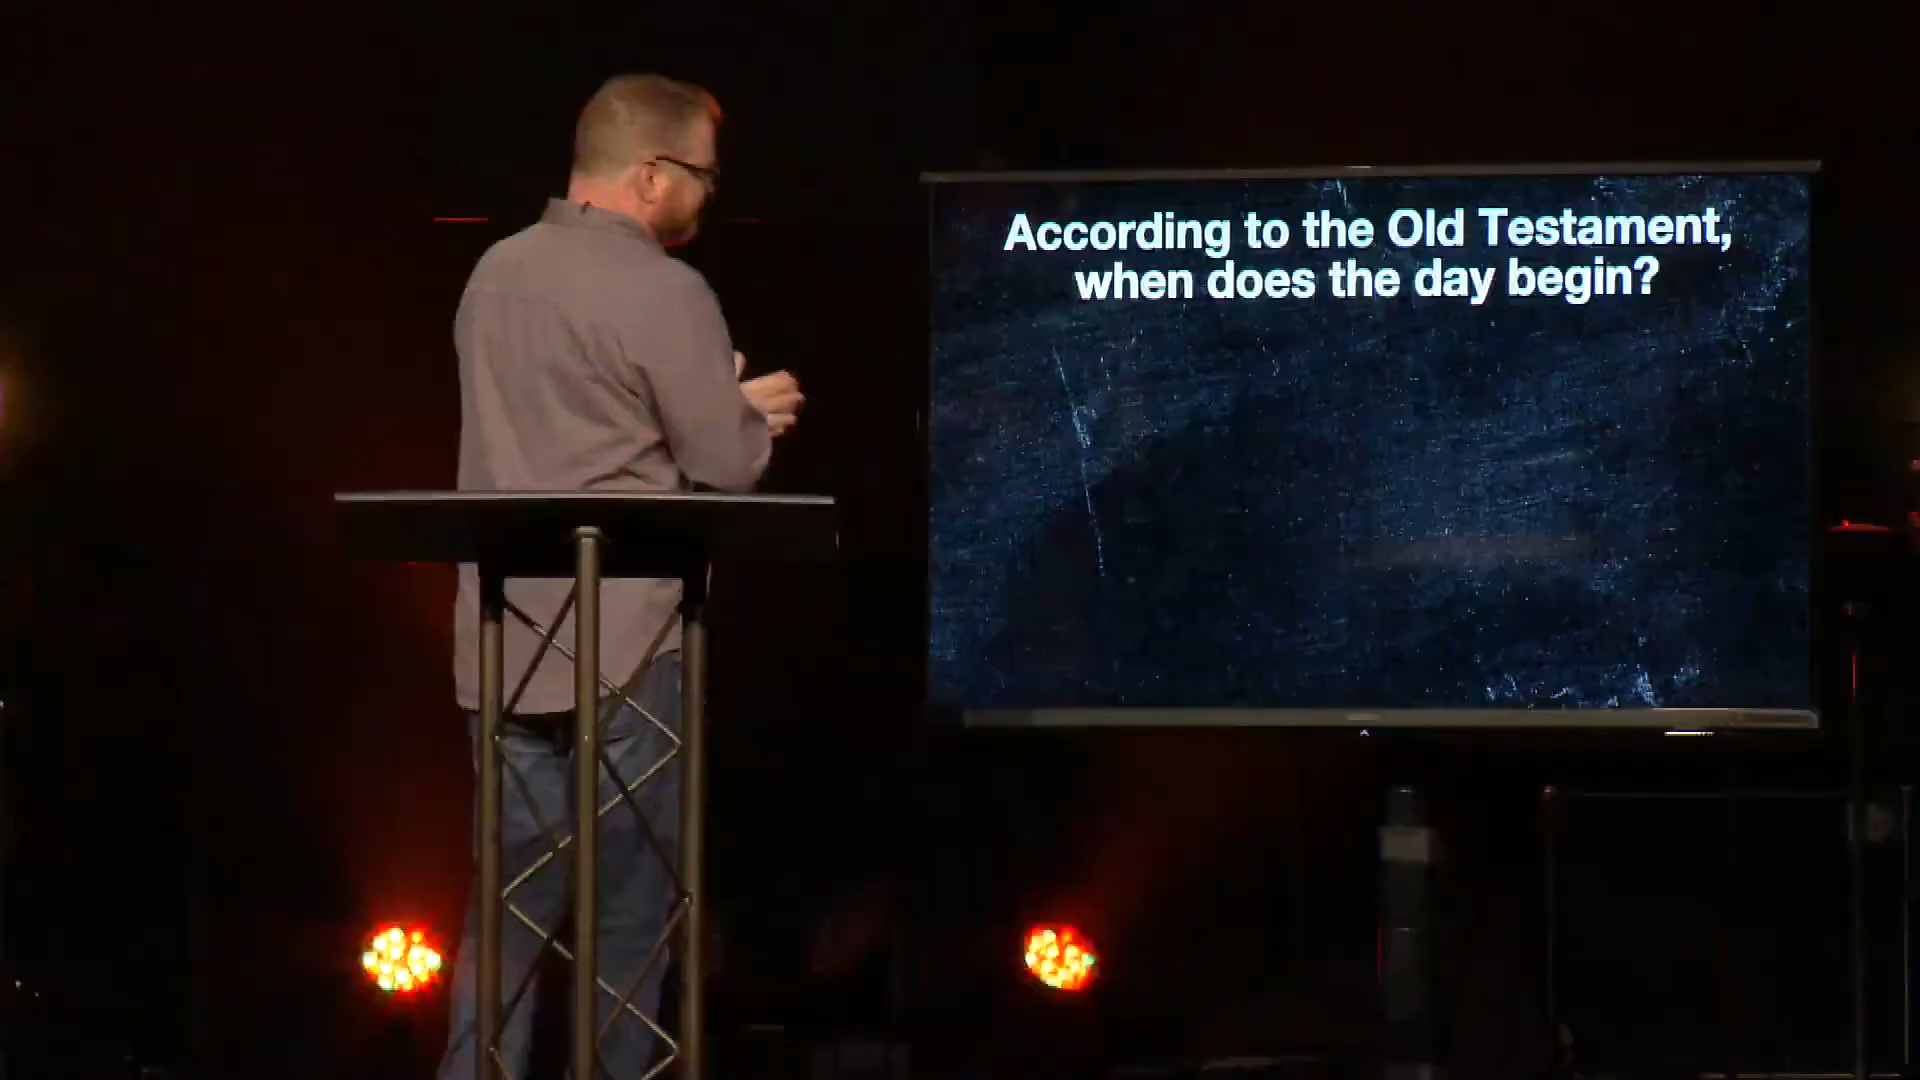 According to the Old Testament,
when does the day begin?